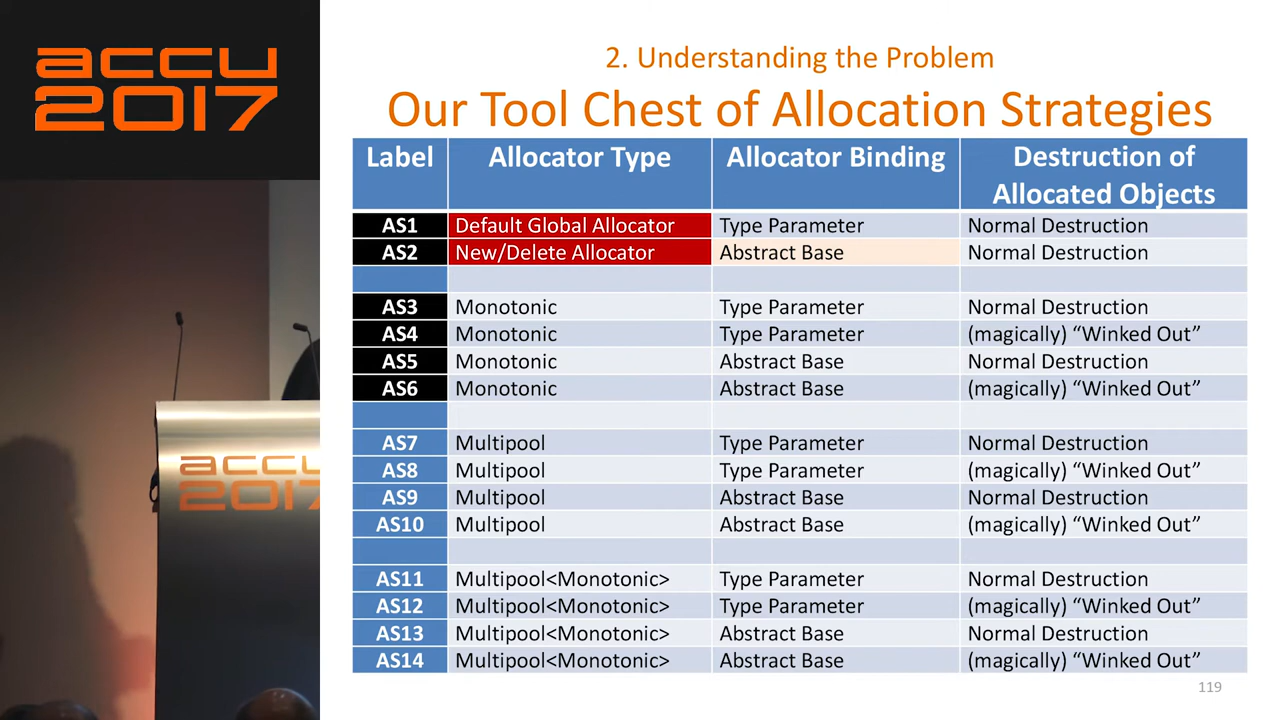 accu
2017
2. Understanding the Problem
Our Tool Chest of Allocation Strategies
Label Allocator Type Allocator Binding Destruction of Allocated Objects
AS1 Default Global Allocator Type Parameter Normal Destruction
AS2 New/Delete Allocator Abstract Base Normal Destruction
AS3 Monotonic Type Parameter Normal Destruction
AS4 Monotonic Type Parameter (magically) “Winked Out”
AS5 Monotonic Abstract Base Normal Destruction
AS6 Monotonic Abstract Base (magically) “Winked Out”
AS7 Multipool Type Parameter Normal Destruction
AS8 Multipool Type Parameter (magically) “Winked Out”
AS9 Multipool Abstract Base Normal Destruction
AS10 Multipool Abstract Base (magically) “Winked Out”
AS11 Multipool<Monotonic> Type Parameter Normal Destruction
AS12 Multipool<Monotonic> Type Parameter (magically) “Winked Out”
AS13 Multipool<Monotonic> Abstract Base Normal Destruction
AS14 Multipool<Monotonic> Abstract Base (magically) “Winked Out”
119
accu
2017